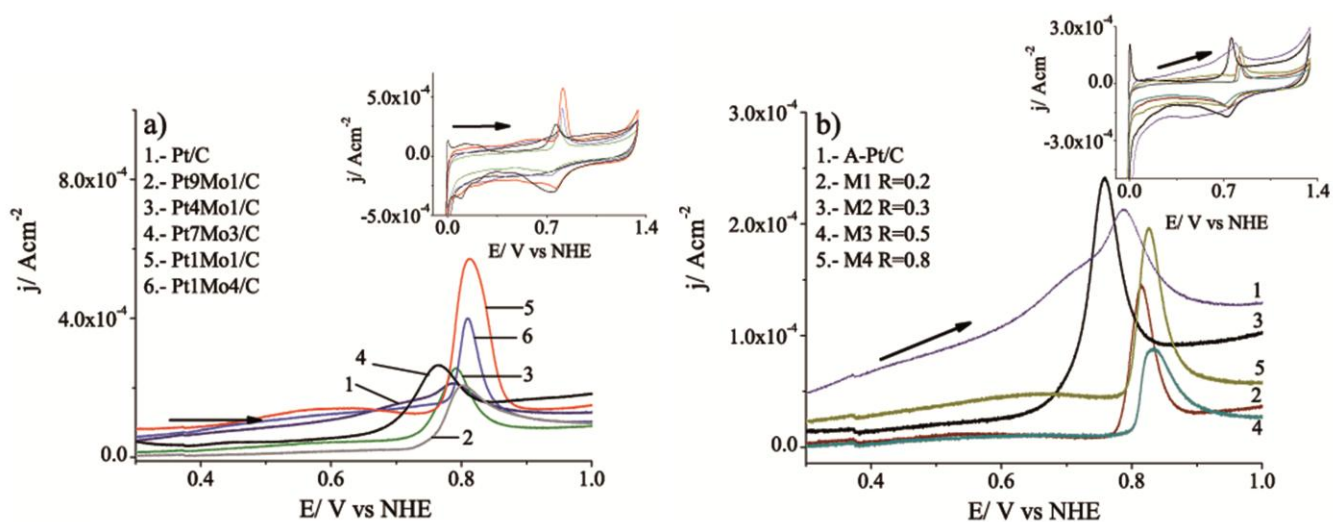 a)
1.- Pt/C
2.- Pt9Mo1/C
3.- Pt4Mo1/C
4.- Pt7Mo3/C
5.- Pt1Mo1/C
6.- Pt1Mo4/C
j/ Acm-2
8.0x10-4
4.0x10-4
0.0
0.4 0.6 0.8 1.0
E/ V vs NHE
5
6
4
3
1
2
j/ Acm-2
5.0x10-4
0.0
-5.0x10-4
0.0 0.7 1.4
E/ V vs NHE
b)
1.- A-Pt/C
2.- M1 R=0.2
3.- M2 R=0.3
4.- M3 R=0.5
5.- M4 R=0.8
j/ Acm-2
3.0x10-4
2.0x10-4
1.0x10-4
0.0
0.4 0.6 0.8 1.0
E/ V vs NHE
1
3
5
2
4
j/ Acm-2
3.0x10-4
0.0
-3.0x10-4
0.0 0.7 1.4
E/ V vs NHE